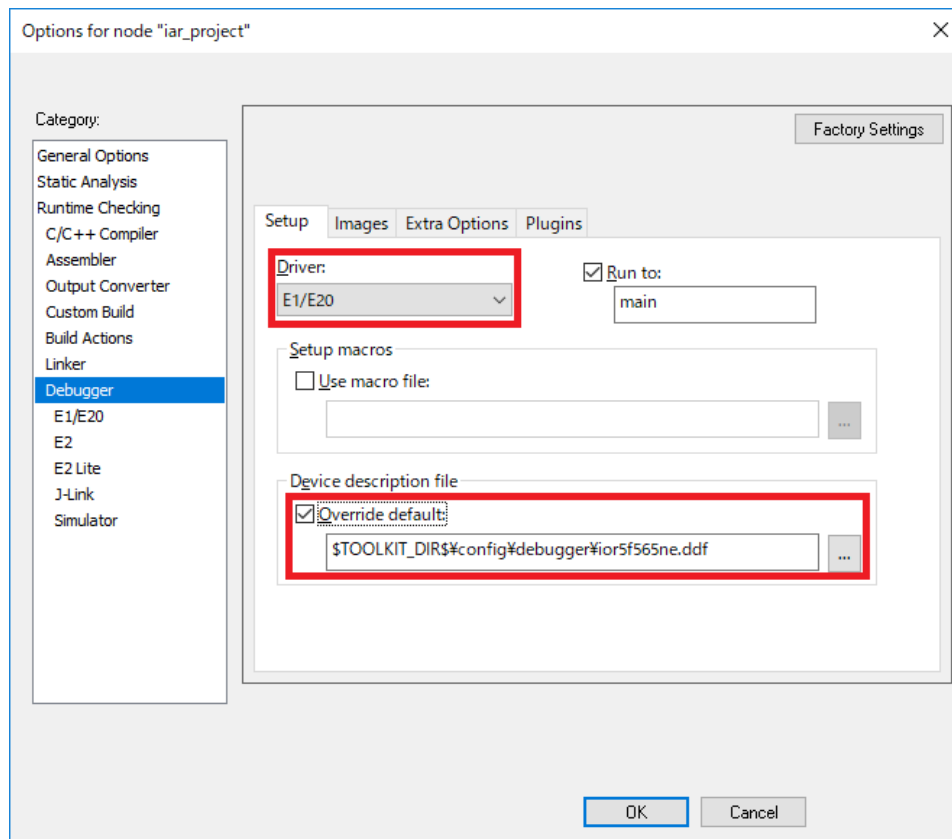 Options for node "iar_project"
Category:
General Options
Static Analysis
Runtime Checking
C/C++ Compiler
Assembler
Output Converter
Custom Build
Build Actions
Linker
Debugger
E1/E20
E2
E2 Lite
J-Link
Simulator
Factory Settings
Setup
Images
Extra Options
Plugins
Driver:
E1/E20
Run to:
main
Setup macros
Use macro file:
...
Device description file
Override default:
$TOOLKIT_DIR$¥config¥debugger¥ior5f565ne.ddf
...
OK
Cancel